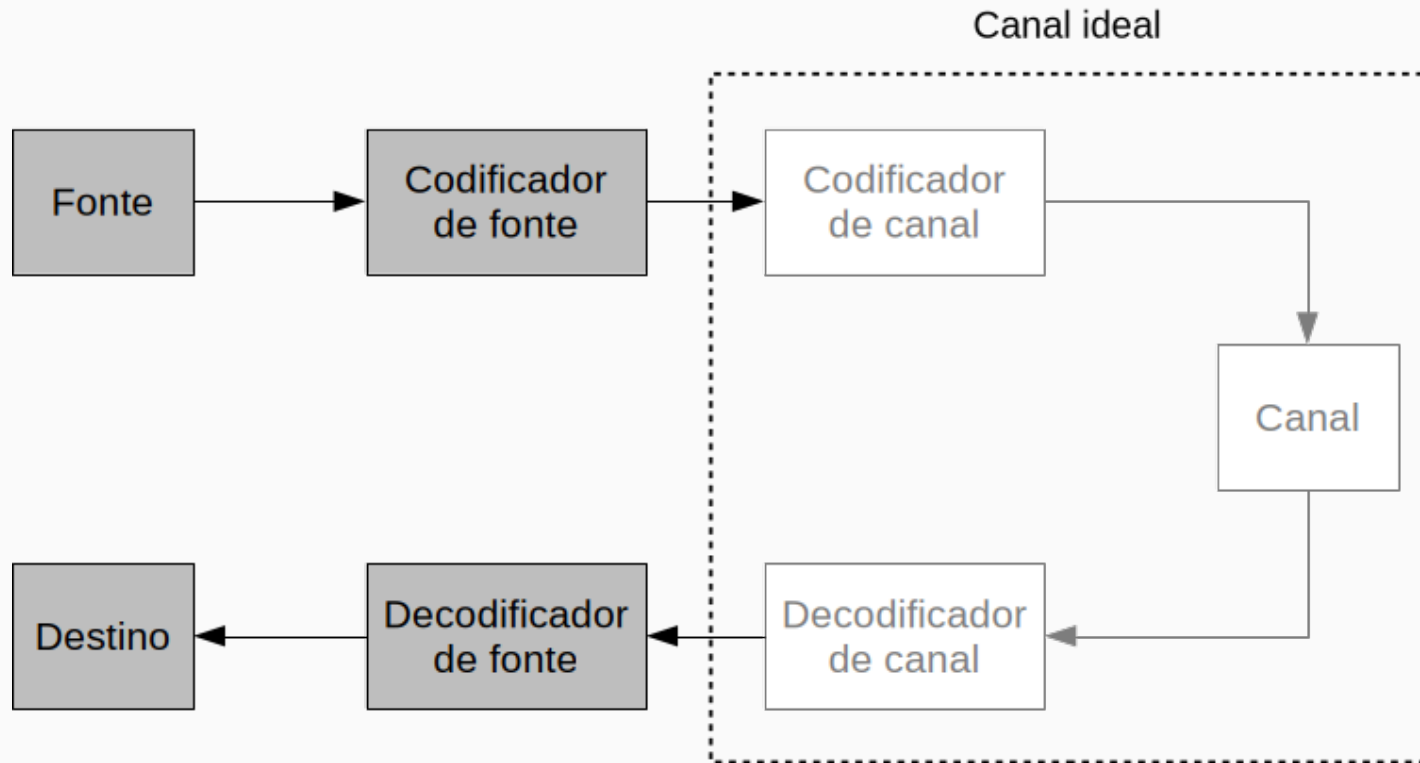 Canal ideal
Fonte
Codificador
de fonte
Codificador
de canal
Canal
Destino
Decodificador
de fonte
Decodificador
de canal